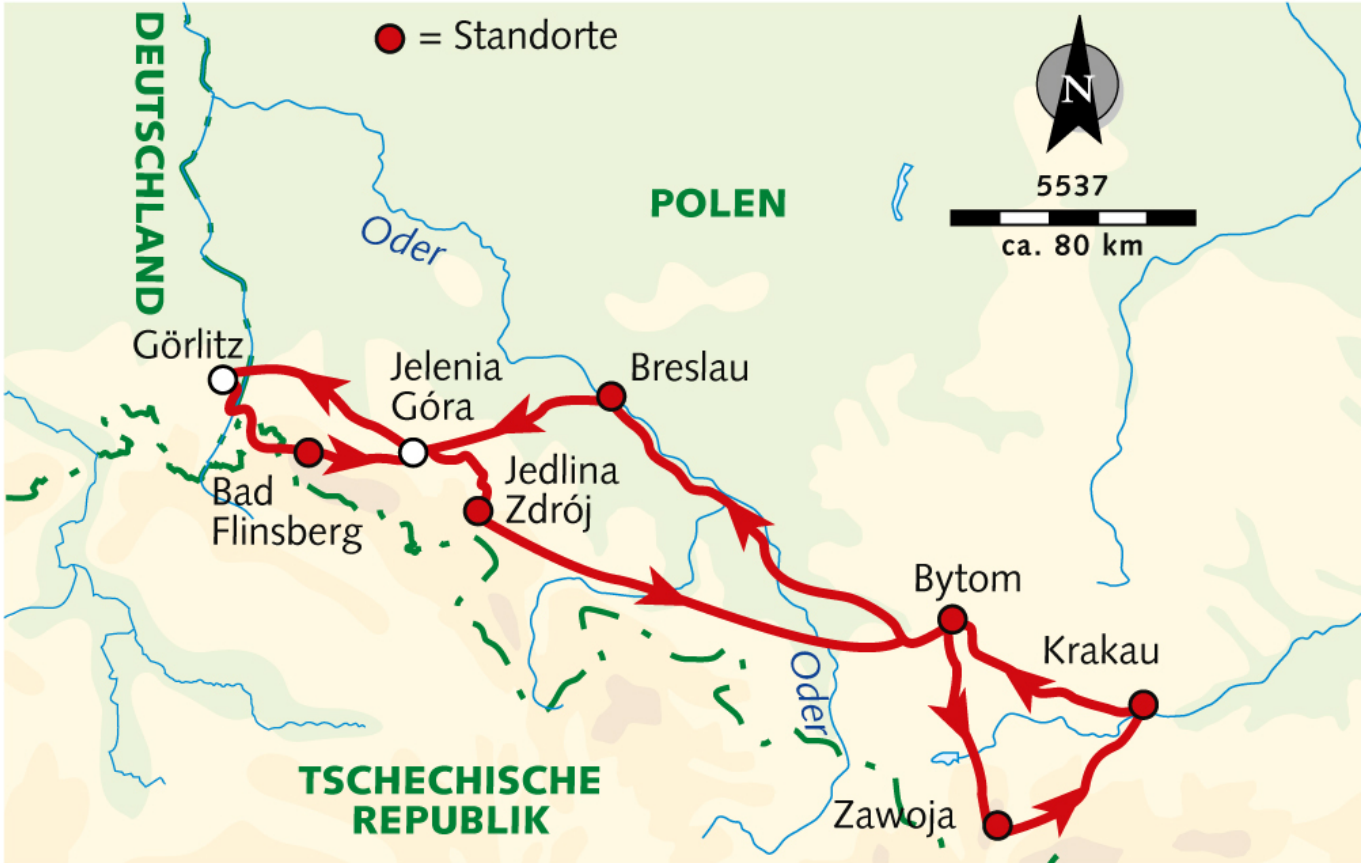 DEUTSCHLAND
= Standorte
N
5537
ca. 80 km
POLEN
Oder
Görlitz
Jelenia
Góra
Breslau
Bad
Flinsberg
Jedlina
Zdrój
Bytom
Krakau
Oder
Zawoja
TSCHECHISCHE
REPUBLIK